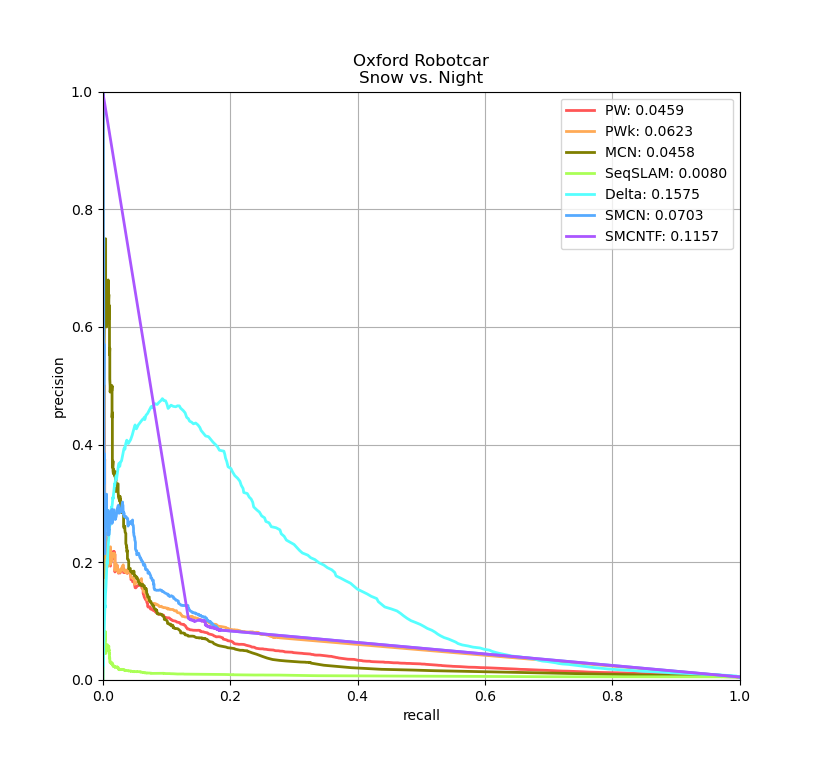 Oxford Robotcar
Snow vs. Night
PW: 0.0459
PWk: 0.0623
MCN: 0.0458
SeqSLAM: 0.0080
Delta: 0.1575
SMCN: 0.0703
SMCNTF: 0.1157
1.0
0.8
0.6
0.4
0.2
0.0
precision
0.0 0.2 0.4 0.6 0.8 1.0
recall